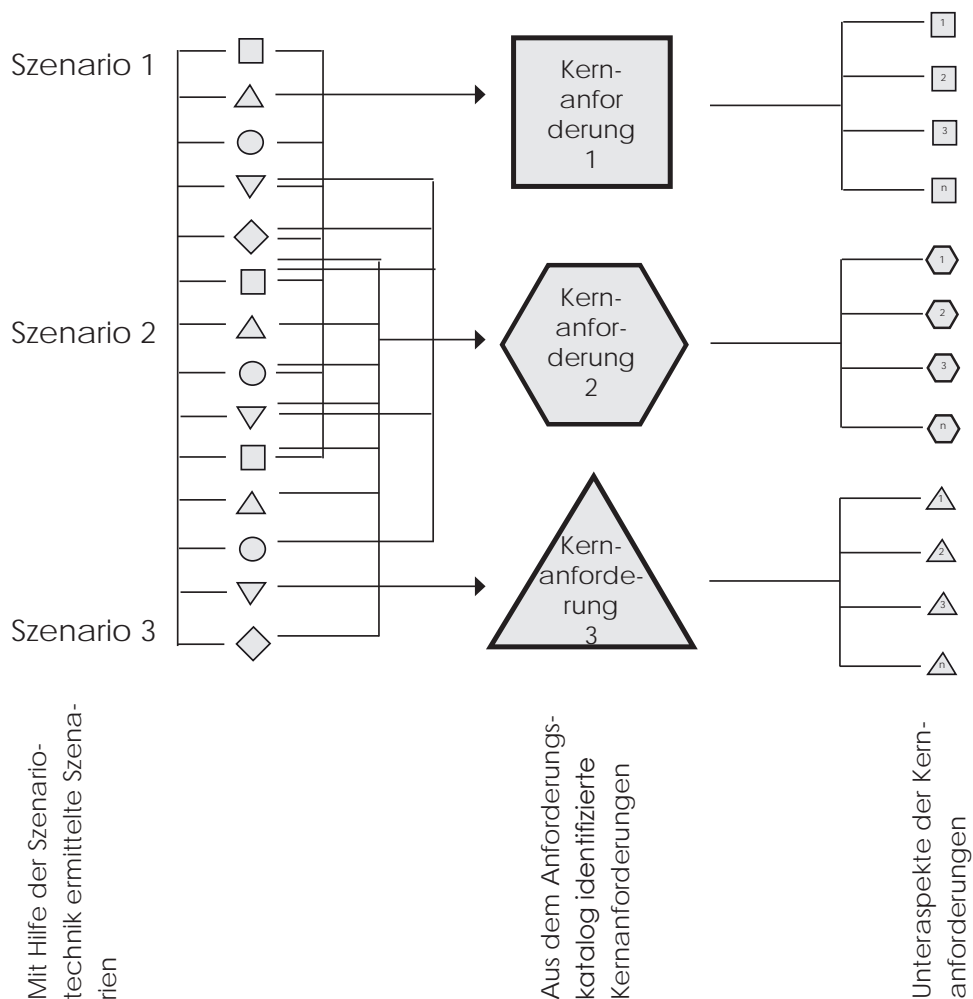 Szenario 1
Szenario 2
Szenario 3
Kern-
anfor
derung
1
Kern-
anfor-
derung
2
Kern-
anforde-
rung
3
1
2
3
n
1
2
3
n
1
2
3
n
Mit Hilfe der Szenario-
technik ermittelte Szena-
rien
Aus dem Anforderungs-
katalog identifizierte
Kernanforderungen
Unteraspekte der Kern-
anforderungen